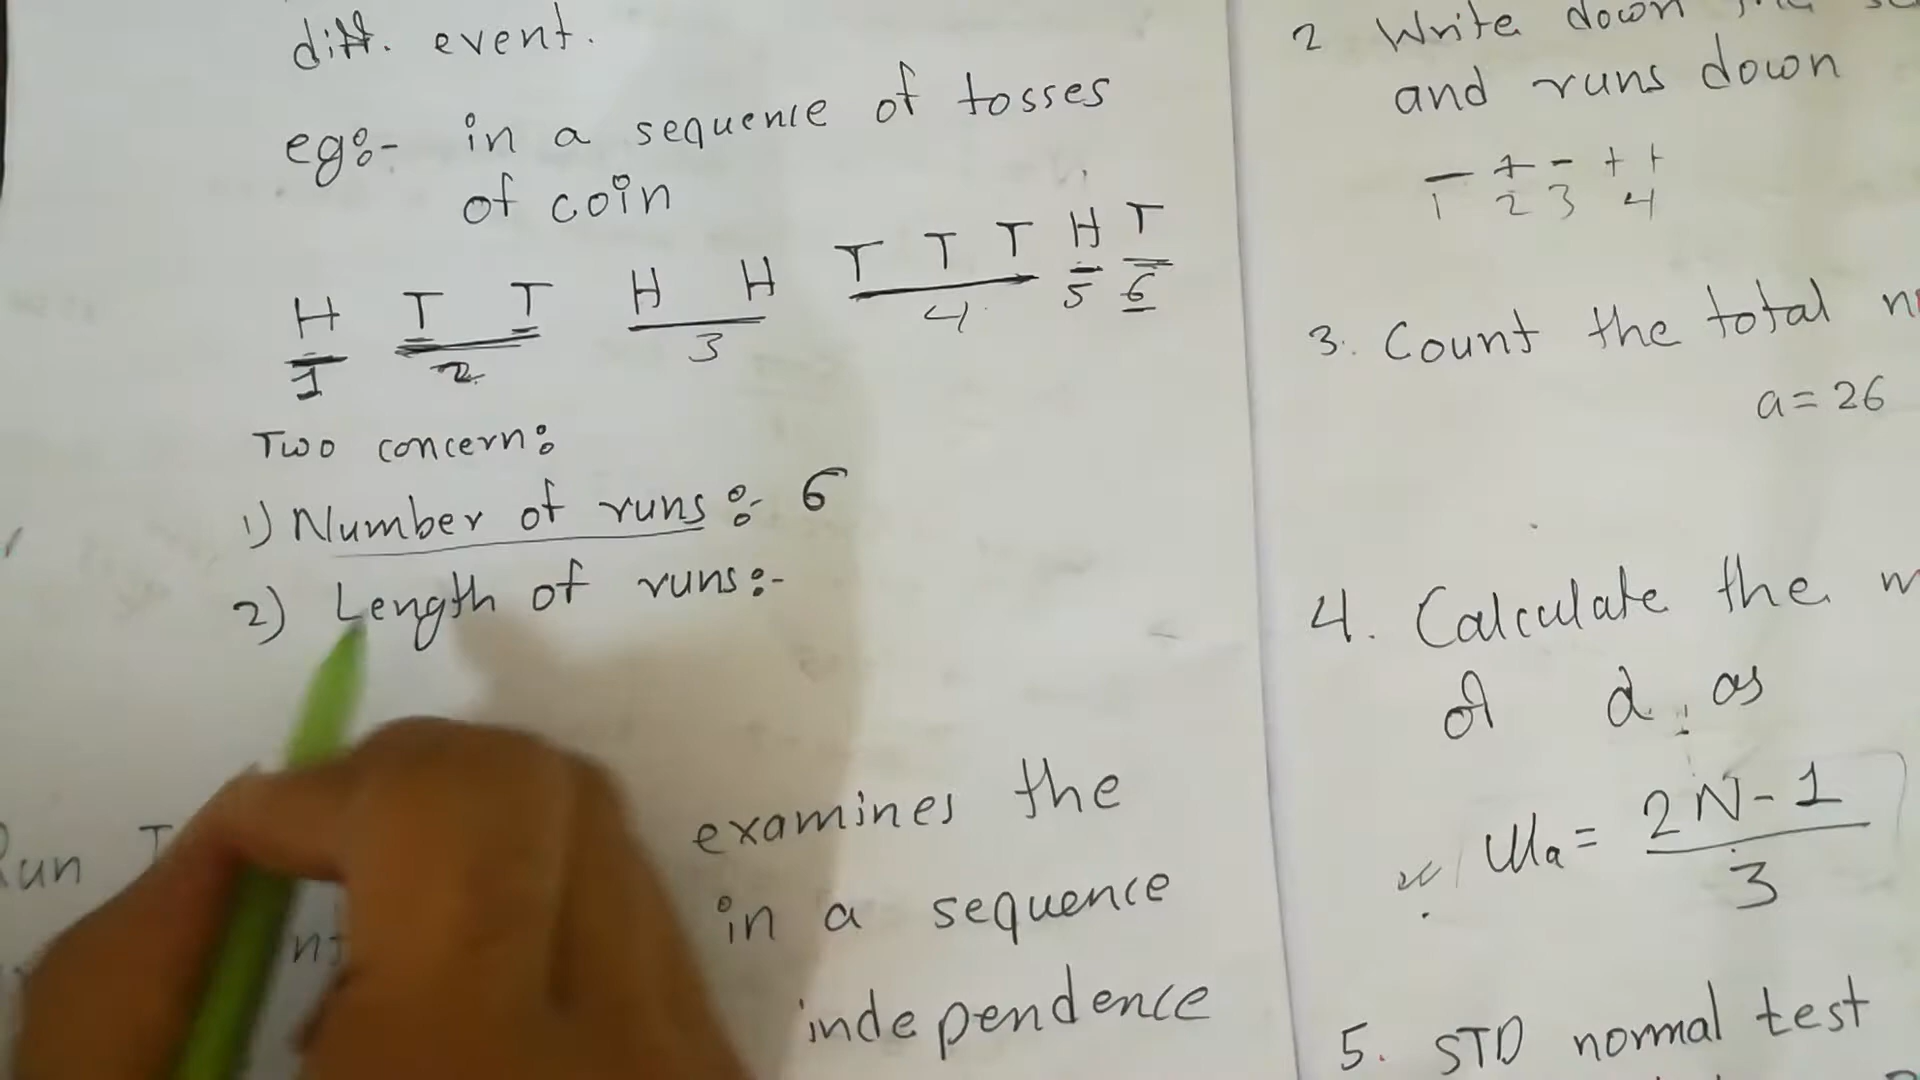 diff. event.
eg:- in a sequence of tosses
of coin
H T T H H T T T H T
1 2 3 4 5 6
Two concern:
1) Number of runs :- 6
2) Length of runs:-
examines the
in a sequence
independence
2 Write down the
and runs down
- + - + +
1 2 3 4
3. Count the total
a = 26
4. Calculate the
of a as
μa = 2N-1
3
5. STD normal test